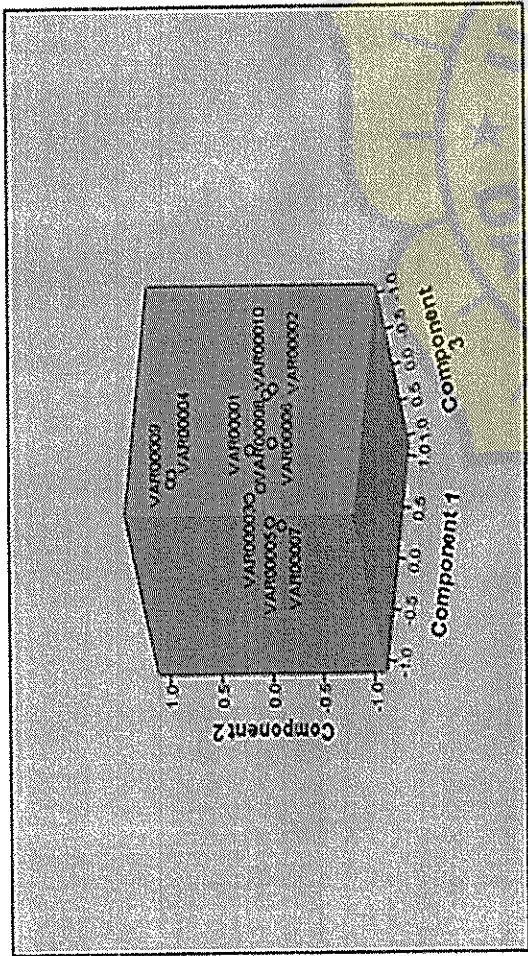 Component 2
1.0
0.5
0.0
-0.5
-1.0
VAR00009
VAR00004
VAR00001
VAR00003
VAR00010
VAR00005
VAR00006
VAR00002
VAR00007
-1.0
-0.5
0.0
0.5
1.0
Component 1
1.0
0.5
0.0
-0.5
-1.0
Component
3